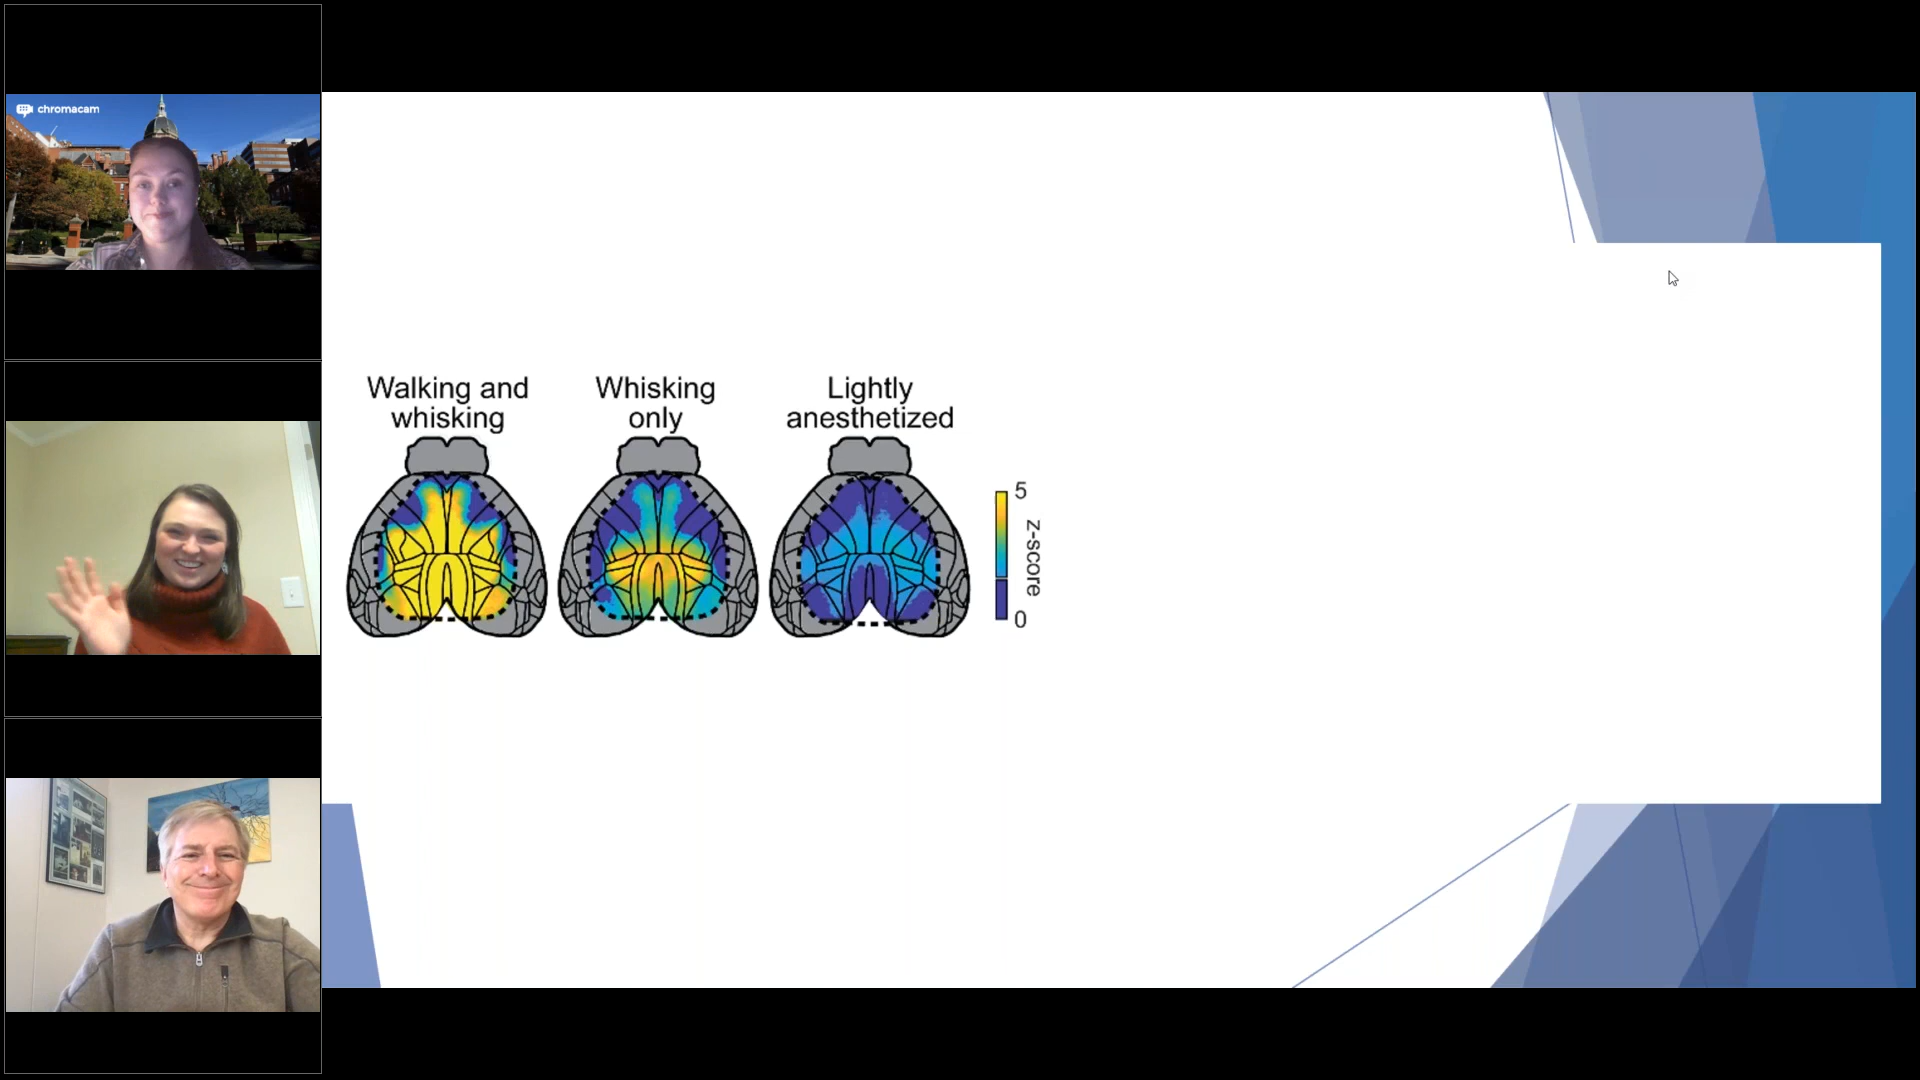 chromacam
Walking and
whisking
Whisking
only
Lightly
anesthetized
5
z-score
0